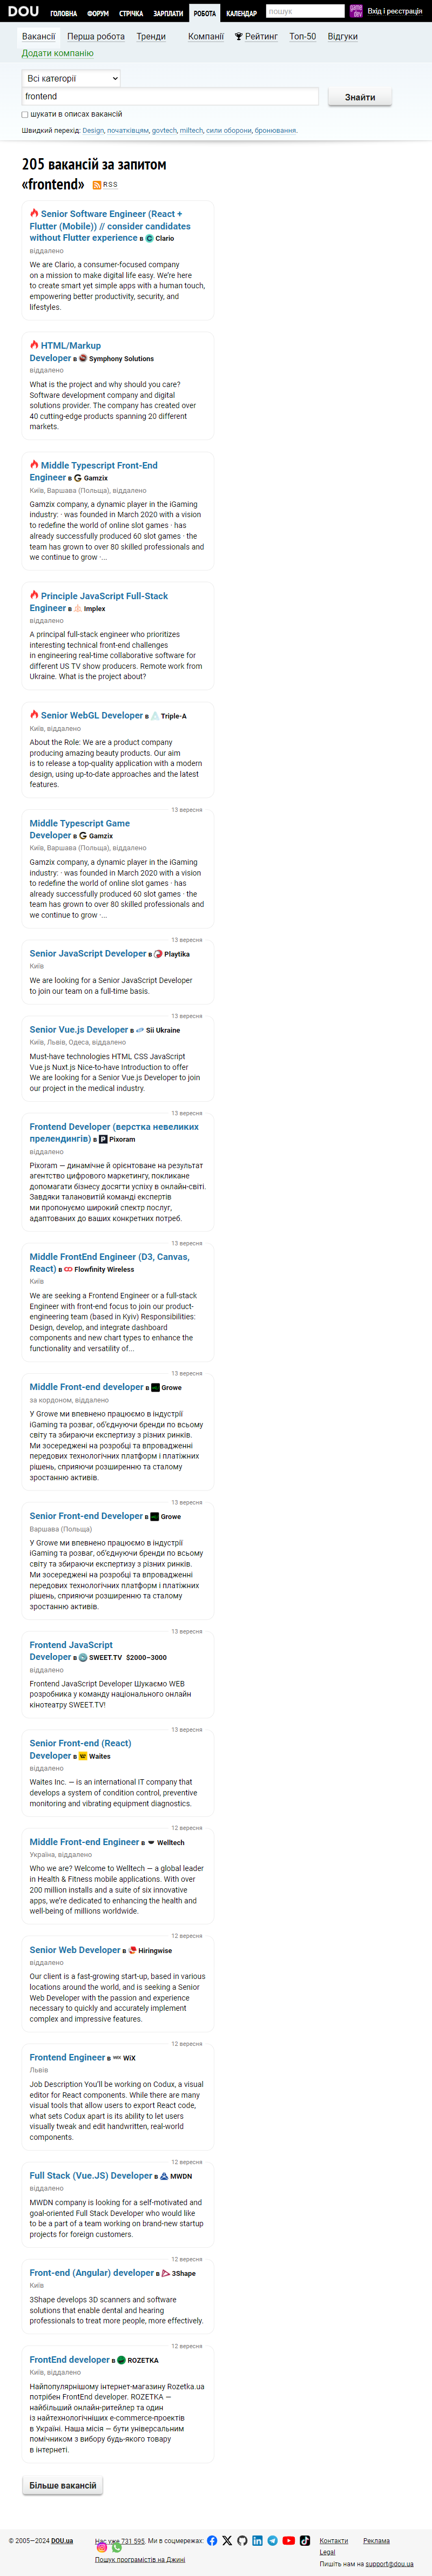 DOU ГОЛОВНА ФОРУМ СТРІЧКА ЗАРПЛАТИ РОБОТА КАЛЕНДАР пошук game dev Вхід і реєстрація
Вакансії Перша робота Тренди Компанії Рейтинг Топ-50 Відгуки
Додати компанію
Всі категорії
frontend Знайти
шукати в описах вакансій
Швидкий перехід: Design, початківцям, govtech, miltech, сили оборони, бронювання.
205 вакансій за запитом
«frontend» RSS
Senior Software Engineer (React +
Flutter (Mobile)) // consider candidates
without Flutter experience в Clario
віддалено
We are Clario, a consumer-focused company
on a mission to make digital life easy. We’re here
to create smart yet simple apps with a human touch,
empowering better productivity, security, and
lifestyles.
HTML/Markup
Developer в Symphony Solutions
віддалено
What is the project and why should you care?
Software development company and digital
solutions provider. The company has created over
40 cutting-edge products spanning 20 different
markets.
Middle Typescript Front-End
Engineer в Gamzix
Київ, Варшава (Польща), віддалено
Gamzix company, a dynamic player in the iGaming
industry: · was founded in March 2020 with a vision
to redefine the world of online slot games · has
already successfully produced 60 slot games · the
team has grown to over 80 skilled professionals and
we continue to grow ·...
Principle JavaScript Full-Stack
Engineer в Implex
віддалено
A principal full-stack engineer who prioritizes
interesting technical front-end challenges
in engineering real-time collaborative software for
different US TV show producers. Remote work from
Ukraine. What is the project about?
Senior WebGL Developer в Triple-A
Київ, віддалено
About the Role: We are a product company
producing amazing beauty products. Our aim
is to release a top-quality application with a modern
design, using up-to-date approaches and the latest
features.
13 вересня
Middle Typescript Game
Developer в Gamzix
Київ, Варшава (Польща), віддалено
Gamzix company, a dynamic player in the iGaming
industry: · was founded in March 2020 with a vision
to redefine the world of online slot games · has
already successfully produced 60 slot games · the
team has grown to over 80 skilled professionals and
we continue to grow ·...
13 вересня
Senior JavaScript Developer в Playtika
Київ
We are looking for a Senior JavaScript Developer
to join our team on a full-time basis.
13 вересня
Senior Vue.js Developer в Sii Ukraine
Київ, Львів, Одеса, віддалено
Must-have technologies HTML CSS JavaScript
Vue.js Nuxt.js Nice-to-have Introduction to offer
We are looking for a Senior Vue.js Developer to join
our project in the medical industry.
13 вересня
Frontend Developer (верстка невеликих
прелендингів) в Pixoram
віддалено
Pixoram — динамічне й орієнтоване на результат
агентство цифрового маркетингу, покликане
допомагати бізнесу досягти успіху в онлайн-світі.
Завдяки талановитій команді експертів
ми пропонуємо широкий спектр послуг,
адаптованих до ваших конкретних потреб.
13 вересня
Middle FrontEnd Engineer (D3, Canvas,
React) в Flowfinity Wireless
Київ
We are seeking a Frontend Engineer or a full-stack
Engineer with front-end focus to join our product-
engineering team (based in Kyiv) Responsibilities:
Design, develop, and integrate dashboard
components and new chart types to enhance the
functionality and versatility of...
13 вересня
Middle Front-end developer в Growe
за кордоном, віддалено
У Growe ми впевнено працюємо в індустрії
iGaming та розваг, об’єднуючи бренди по всьому
світу та збираючи експертизу з різних ринків.
Ми зосереджені на розробці та впровадженні
передових технологічних платформ і платіжних
рішень, сприяючи розширенню та сталому
зростанню активів.
13 вересня
Senior Front-end Developer в Growe
Варшава (Польща)
У Growe ми впевнено працюємо в індустрії
iGaming та розваг, об’єднуючи бренди по всьому
світу та збираючи експертизу з різних ринків.
Ми зосереджені на розробці та впровадженні
передових технологічних платформ і платіжних
рішень, сприяючи розширенню та сталому
зростанню активів.
13 вересня
Frontend JavaScript
Developer в SWEET.TV $2000–3000
віддалено
Frontend JavaScript Developer Шукаємо WEB
розробника у команду національного онлайн
кінотеатру SWEET.TV!
13 вересня
Senior Front-end (React)
Developer в Waites
віддалено
Waites Inc. — is an international IT company that
develops a system of condition control, preventive
monitoring and vibrating equipment diagnostics.
12 вересня
Middle Front-end Engineer в Welltech
Україна, віддалено
Who we are? Welcome to Welltech — a global leader
in Health & Fitness mobile applications. With over
200 million installs and a suite of six innovative
apps, we’re dedicated to enhancing the health and
well-being of millions worldwide.
12 вересня
Senior Web Developer в Hiringwise
віддалено
Our client is a fast-growing start-up, based in various
locations around the world, and is seeking a Senior
Web Developer with the passion and experience
necessary to quickly and accurately implement
complex and impressive features.
12 вересня
Frontend Engineer в WiX
Львів
Job Description You’ll be working on Codux, a visual
editor for React components. While there are many
visual tools that allow users to export React code,
what sets Codux apart is its ability to let users
visually tweak and edit handwritten, real-world
components.
12 вересня
Full Stack (Vue.JS) Developer в MWDN
віддалено
MWDN company is looking for a self-motivated and
goal-oriented Full Stack Developer who would like
to be a part of a team working on brand-new startup
projects for foreign customers.
12 вересня
Front-end (Angular) developer в 3Shape
Київ
3Shape develops 3D scanners and software
solutions that enable dental and hearing
professionals to treat more people, more effectively.
12 вересня
FrontEnd developer в ROZETKA
Київ, віддалено
Найпопулярнішому інтернет-магазину Rozetka.ua
потрібен FrontEnd developer. ROZETKA —
найбільший онлайн-ритейлер та один
із найтехнологічніших e-commerce-проектів
в Україні. Наша місія — бути універсальним
помічником з вибору будь-якого товару
в інтернеті.
Більше вакансій
© 2005—2024 DOU.ua Нас уже 731 595. Ми в соцмережах: Контакти Реклама
Legal
Пошук програмістів на Джині Пишіть нам на support@dou.ua